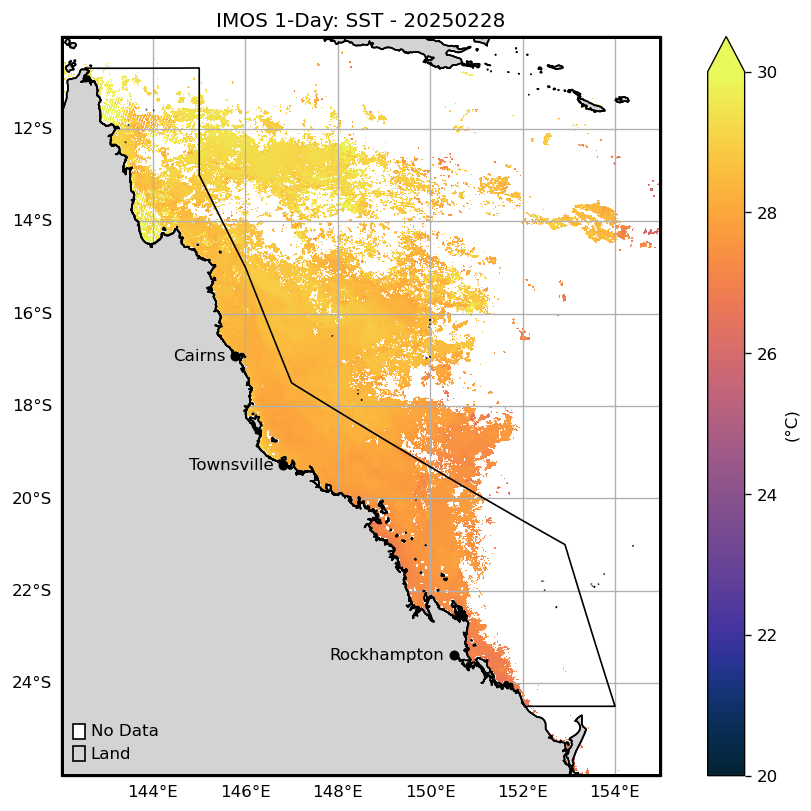 IMOS 1-Day: SST - 20250228
30
12°S
28
14°S
16°S
Cairns
26
18°S
(°C)
Townsville
20°S
24
22°S
22
Rockhampton
24°S
No Data
Land
20
144°E 146°E 148°E 150°E 152°E 154°E